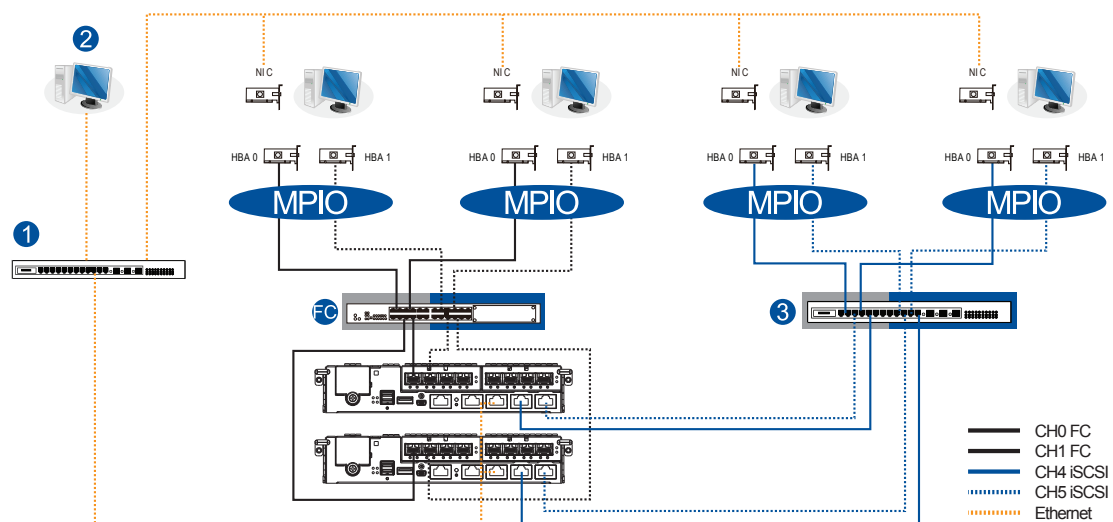 2
NIC NIC NIC NIC
HBA 0 HBA 1 HBA 0 HBA 1 HBA 0 HBA 1 HBA 0 HBA 1
MPIO MPIO MPIO MPIO
1
FC 3
CH0 FC
CH1 FC
CH4 iSCSI
CH5 iSCSI
Ethernet